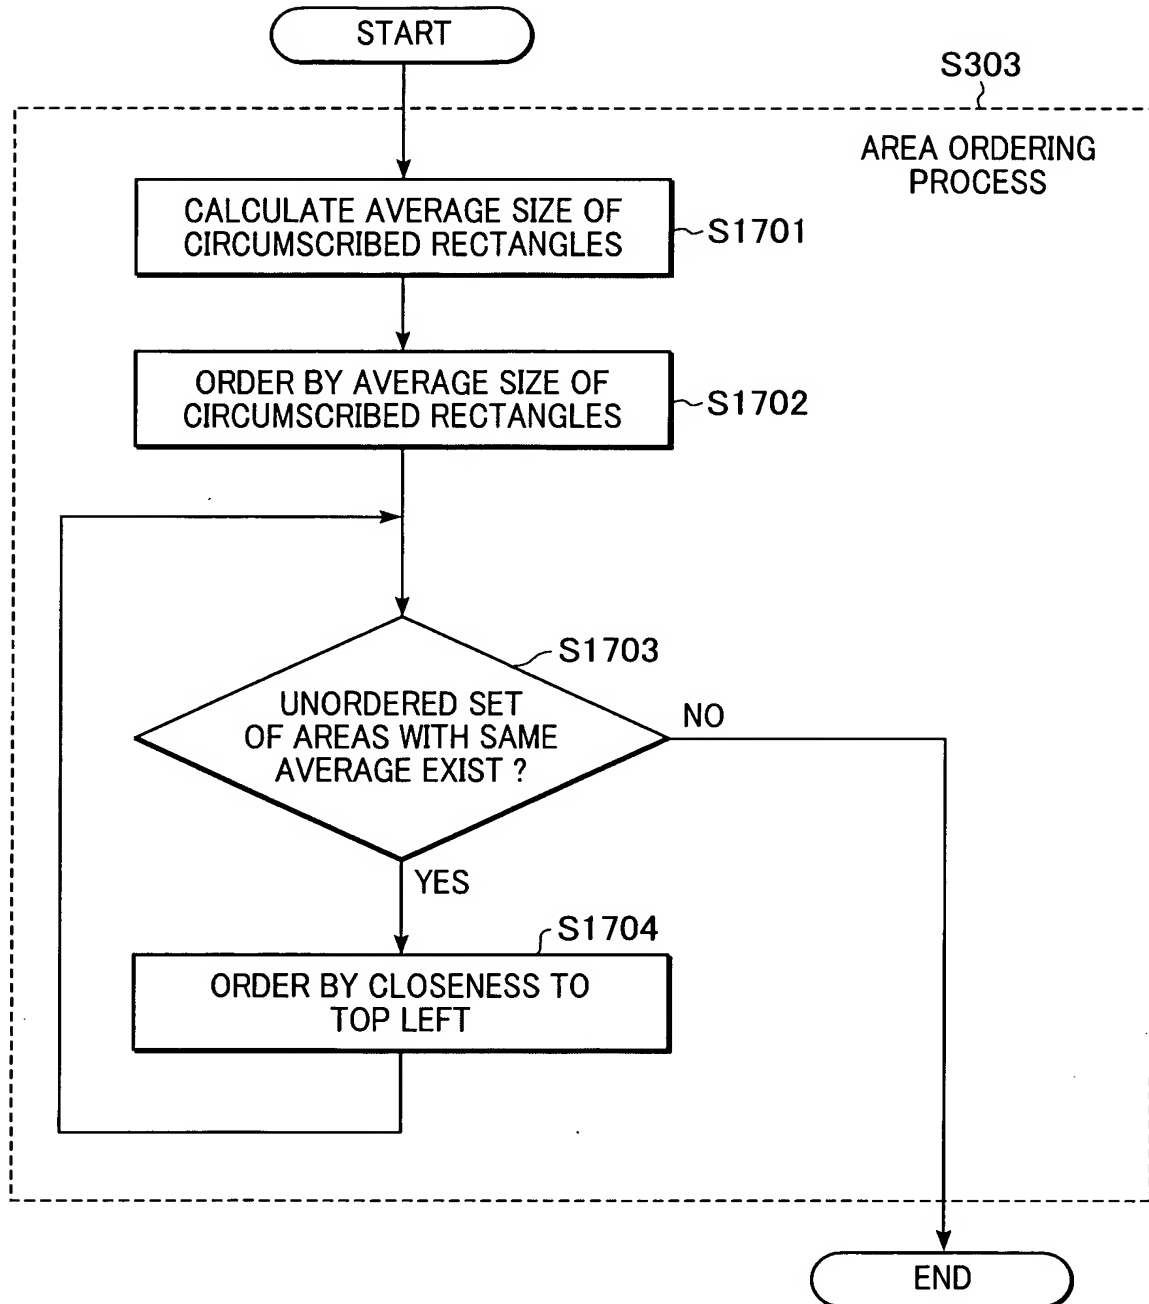 START
S303
AREA ORDERING
PROCESS
CALCULATE AVERAGE SIZE OF
CIRCUMSCRIBED RECTANGLES
S1701
ORDER BY AVERAGE SIZE OF
CIRCUMSCRIBED RECTANGLES
S1702
S1703
UNORDERED SET
OF AREAS WITH SAME
AVERAGE EXIST ?
NO
YES
S1704
ORDER BY CLOSENESS TO
TOP LEFT
END